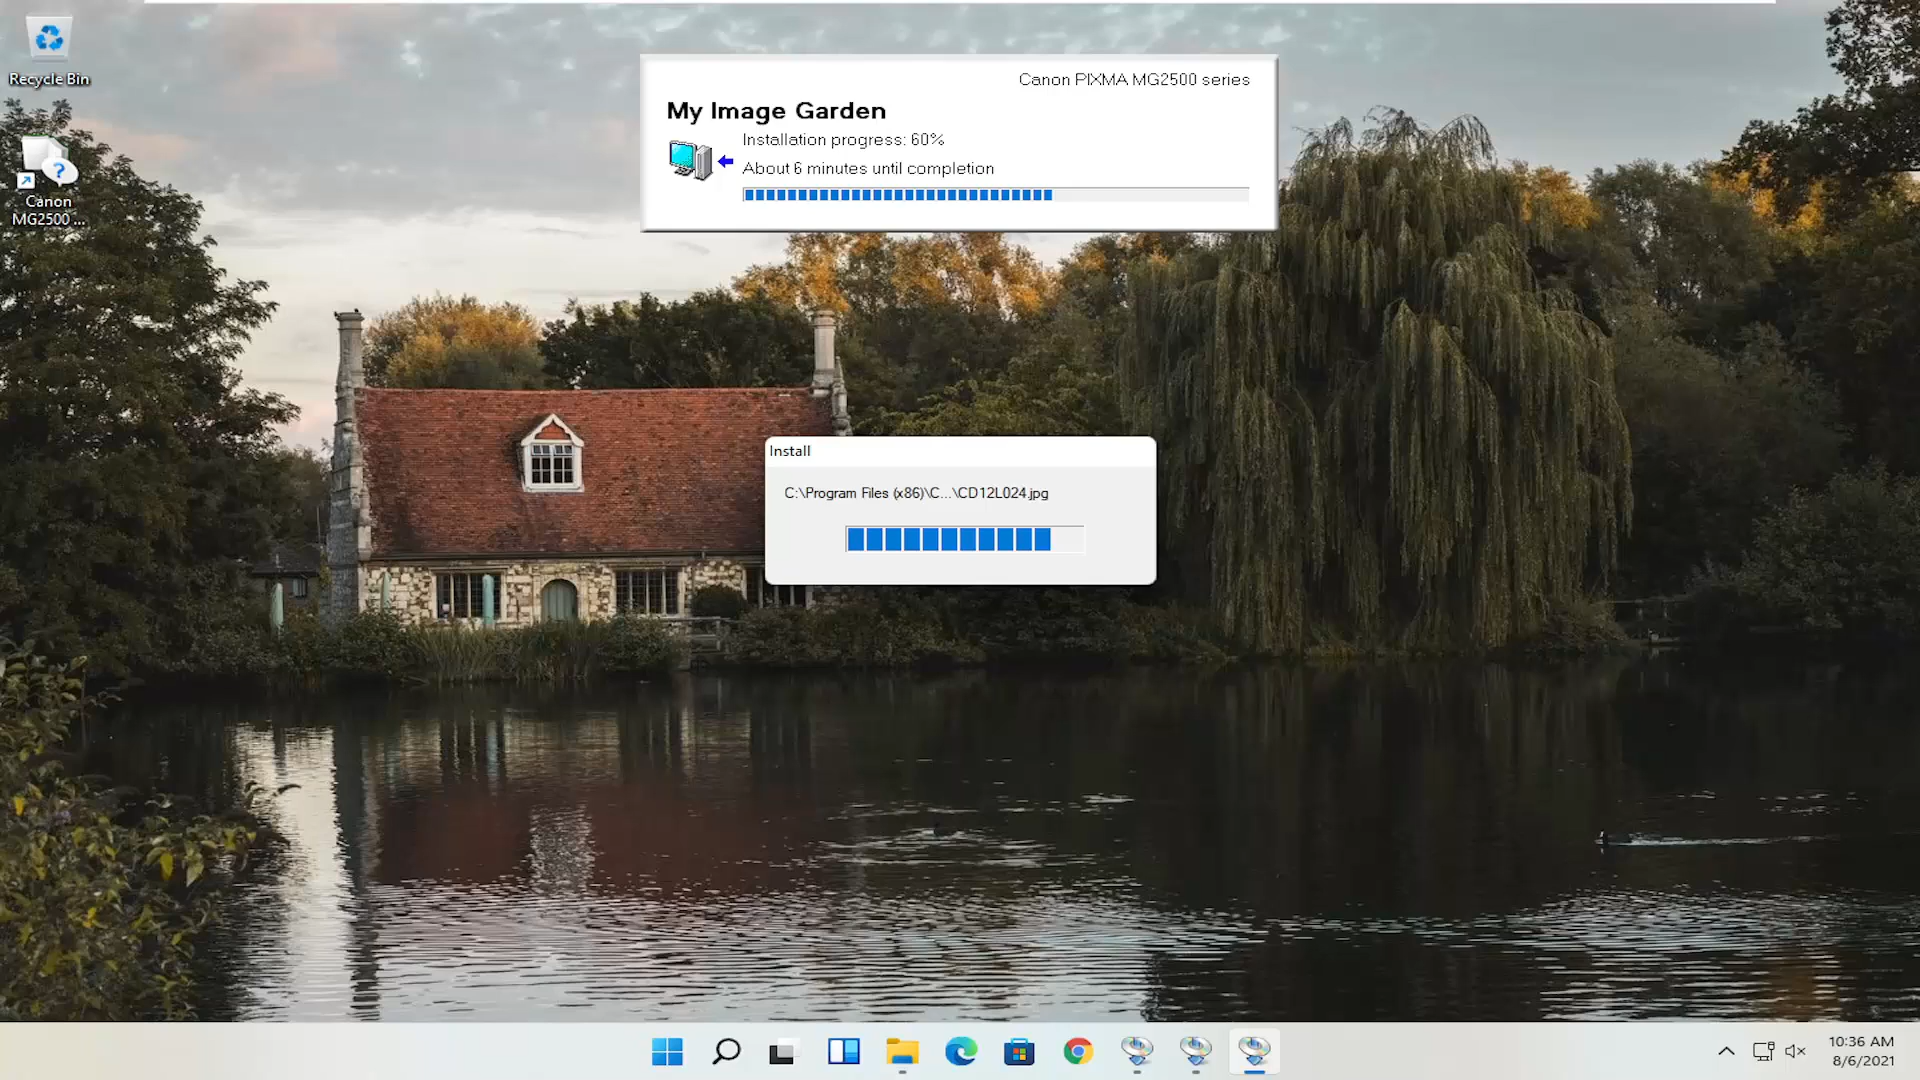 Recycle Bin
Canon
MG2500 ...
Canon PIXMA MG2500 series
My Image Garden
Installation progress: 60%
About 6 minutes until completion
Install
C:\Program Files (x86)\C...\CD12L024.jpg
10:36 AM
8/6/2021